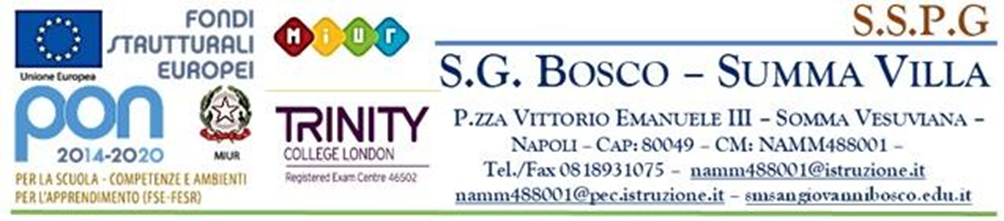 FONDI
STRUTTURALI
EUROPEI
Unione Europea
pon
2014-2020
MIUR
PER LA SCUOLA - COMPETENZE E AMBIENTI
PER L'APPRENDIMENTO (FSE-FESR)
MIUR
TRINITY
COLLEGE LONDON
Registered Exam Centre 46502
S.S.P.G
S.G. BOSCO – SUMMA VILLA
P.ZZA VITTORIO EMANUELE III – SOMMA VESUVIANA –
NAPOLI – CAP: 80049 – CM: NAMM488001 –
Tel./Fax 0818931075 – namm488001@istruzione.it
namm488001@pec.istruzione.it – smsangiovannibosco.edu.it